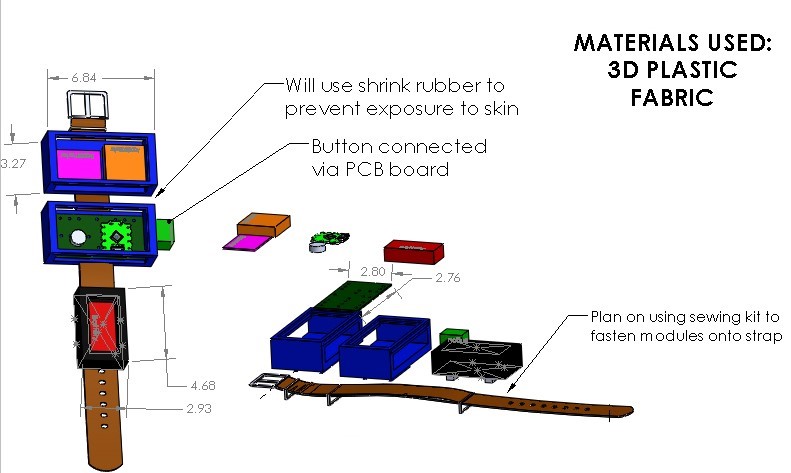 MATERIALS USED:
3D PLASTIC
FABRIC
6.84
Will use shrink rubber to
prevent exposure to skin
Button connected
via PCB board
3.27
2.80
2.76
Plan on using sewing kit to
fasten modules onto strap
4.68
2.93